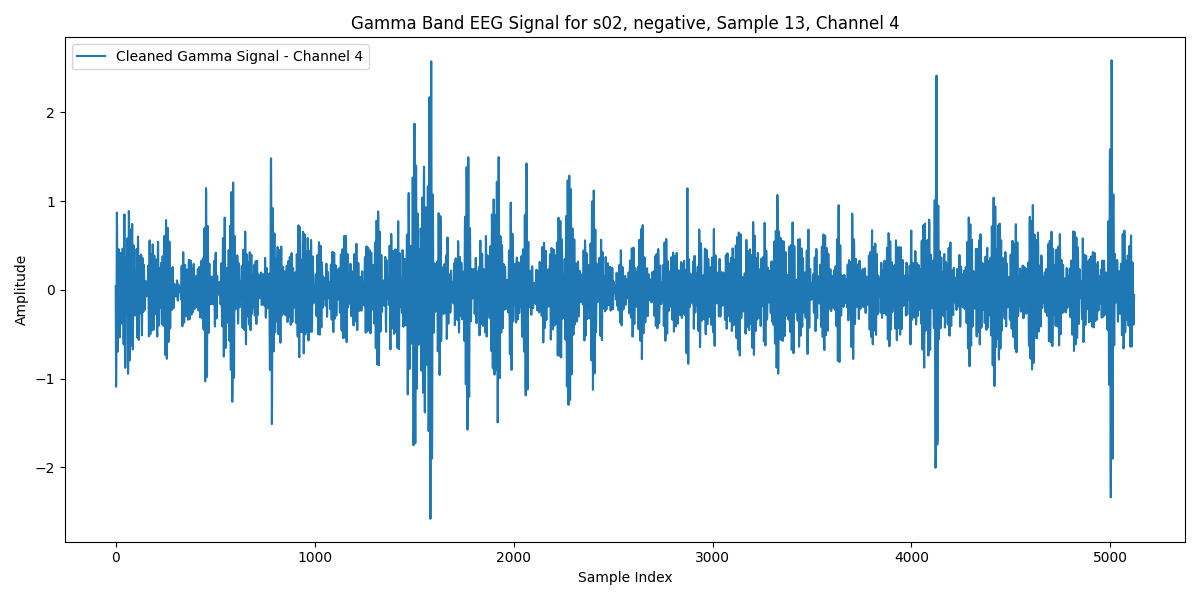 Gamma Band EEG Signal for s02, negative, Sample 13, Channel 4
Cleaned Gamma Signal - Channel 4
2
1
0
−1
−2
Amplitude
0 1000 2000 3000 4000 5000
Sample Index